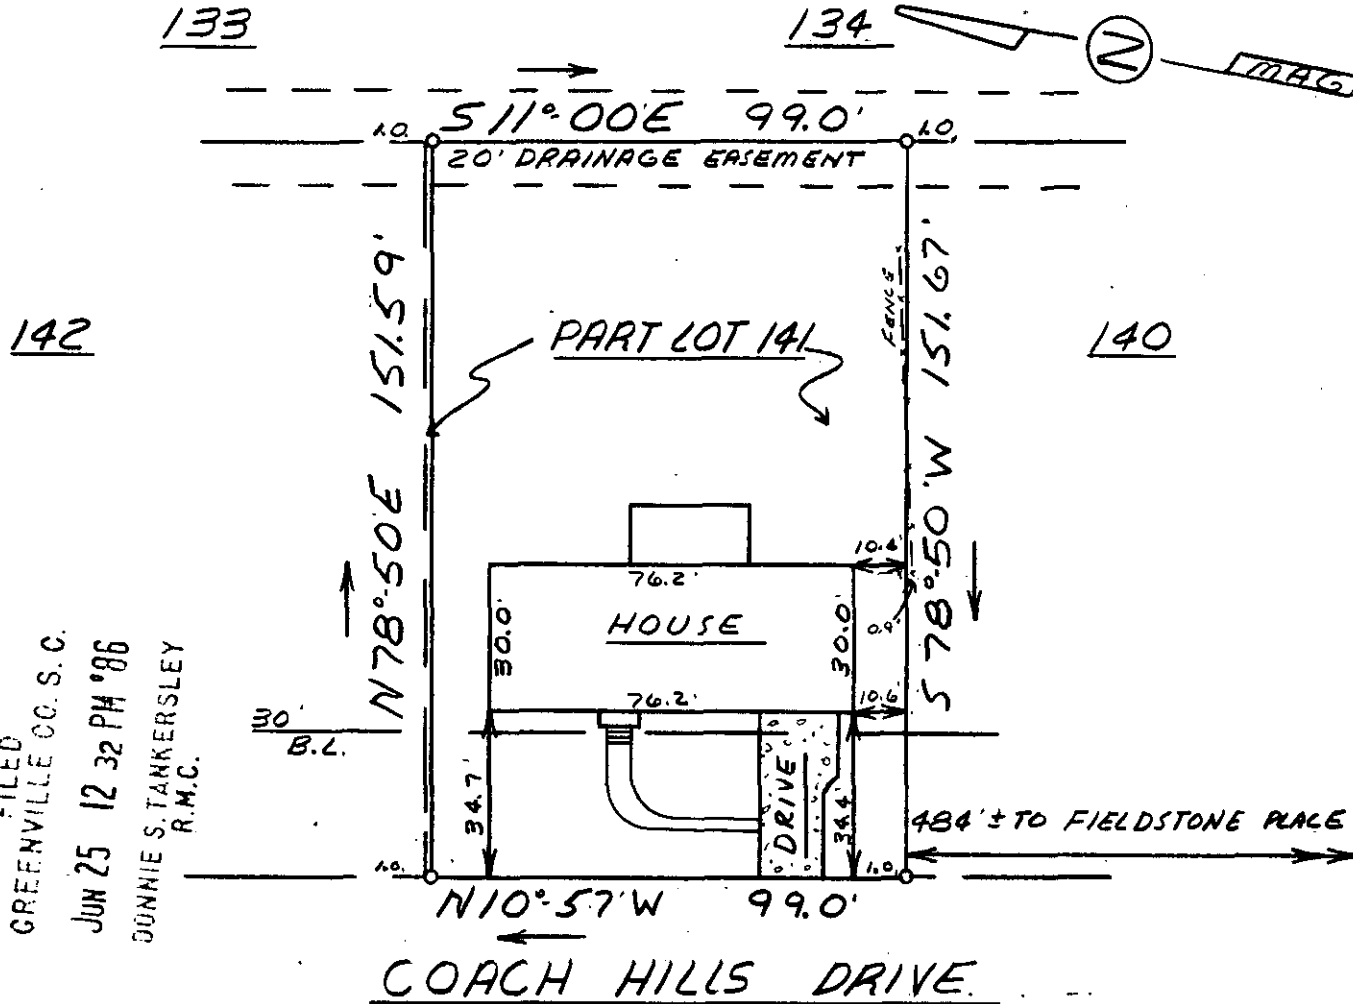 133
134
N
MAG
S 11°-00'E 99.0'
I.O.
I.O.
20' DRAINAGE EASEMENT
142
N 78°-50'E 151.59'
PART LOT 141
FENCE
S 78°-50'W 151.67'
140
10.4'
76.2'
HOUSE
30.0'
30.0'
0.9'
76.2'
10.6'
30'
B.L.
34.7'
DRIVE
34.4'
484'± TO FIELDSTONE PLACE
I.O.
I.O.
N 10°-57'W 99.0'
COACH HILLS DRIVE.
FILED
GREENVILLE CO. S. C.
JUN 25 12 32 PM '86
DONNIE S. TANKERSLEY
R.M.C.